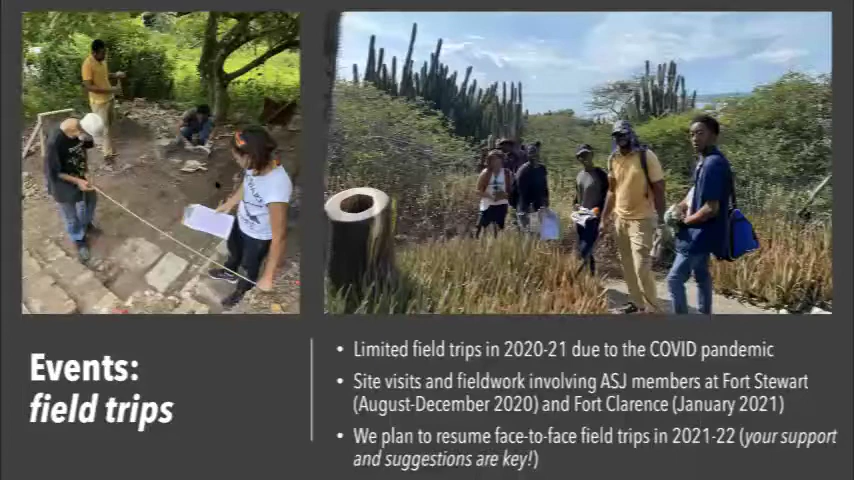 Events:
field trips
• Limited field trips in 2020-21 due to the COVID pandemic
• Site visits and fieldwork involving ASJ members at Fort Stewart
(August-December 2020) and Fort Clarence (January 2021)
• We plan to resume face-to-face field trips in 2021-22 (your support
and suggestions are key!)